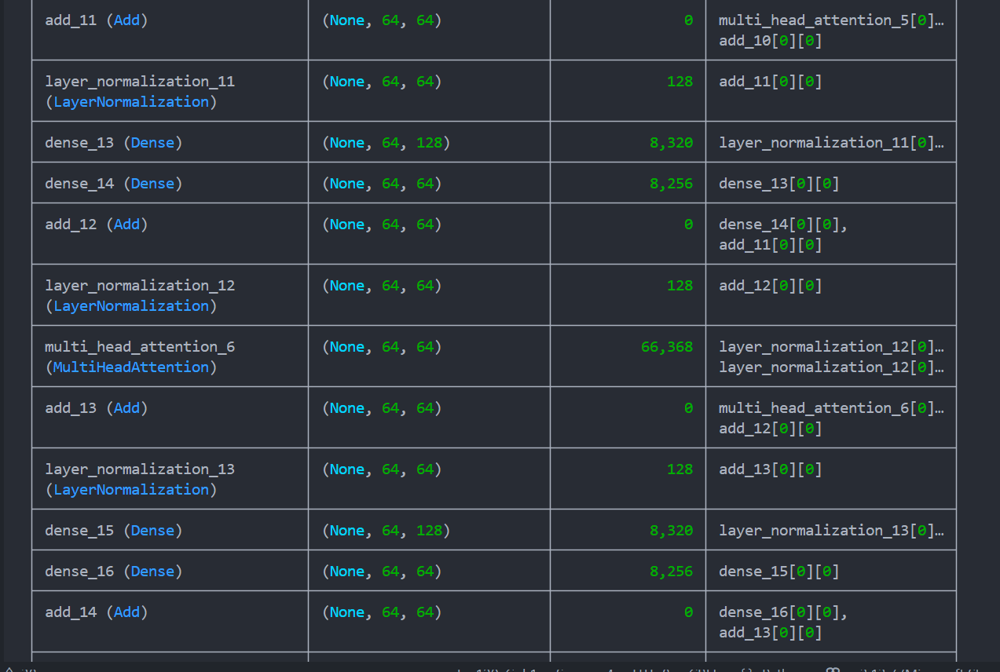 add_11 (Add) (None, 64, 64) 0 multi_head_attention_5[0]…
add_10[0][0]
layer_normalization_11 (None, 64, 64) 128 add_11[0][0]
(LayerNormalization)
dense_13 (Dense) (None, 64, 128) 8,320 layer_normalization_11[0]…
dense_14 (Dense) (None, 64, 64) 8,256 dense_13[0][0]
add_12 (Add) (None, 64, 64) 0 dense_14[0][0],
add_11[0][0]
layer_normalization_12 (None, 64, 64) 128 add_12[0][0]
(LayerNormalization)
multi_head_attention_6 (None, 64, 64) 66,368 layer_normalization_12[0]…
(MultiHeadAttention) layer_normalization_12[0]…
add_13 (Add) (None, 64, 64) 0 multi_head_attention_6[0]…
add_12[0][0]
layer_normalization_13 (None, 64, 64) 128 add_13[0][0]
(LayerNormalization)
dense_15 (Dense) (None, 64, 128) 8,320 layer_normalization_13[0]…
dense_16 (Dense) (None, 64, 64) 8,256 dense_15[0][0]
add_14 (Add) (None, 64, 64) 0 dense_16[0][0],
add_13[0][0]